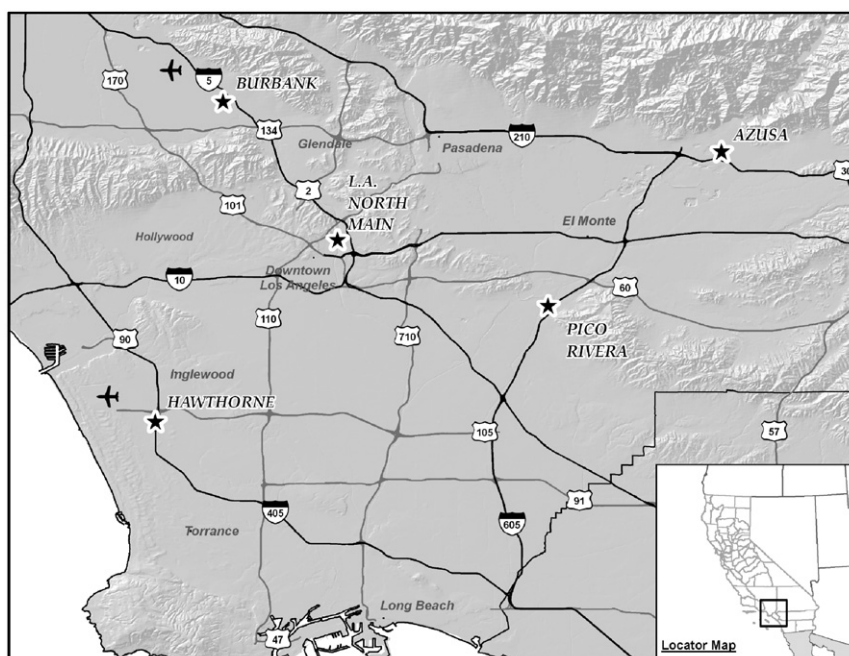 170
5
BURBANK
134
Glendale
Pasadena
210
AZUSA
30
2
L.A.
NORTH
MAIN
101
Hollywood
El Monte
10
Downtown
Los Angeles
60
110
710
PICO
RIVERA
90
Inglewood
HAWTHORNE
105
57
405
91
605
Torrance
Long Beach
47
Locator Map